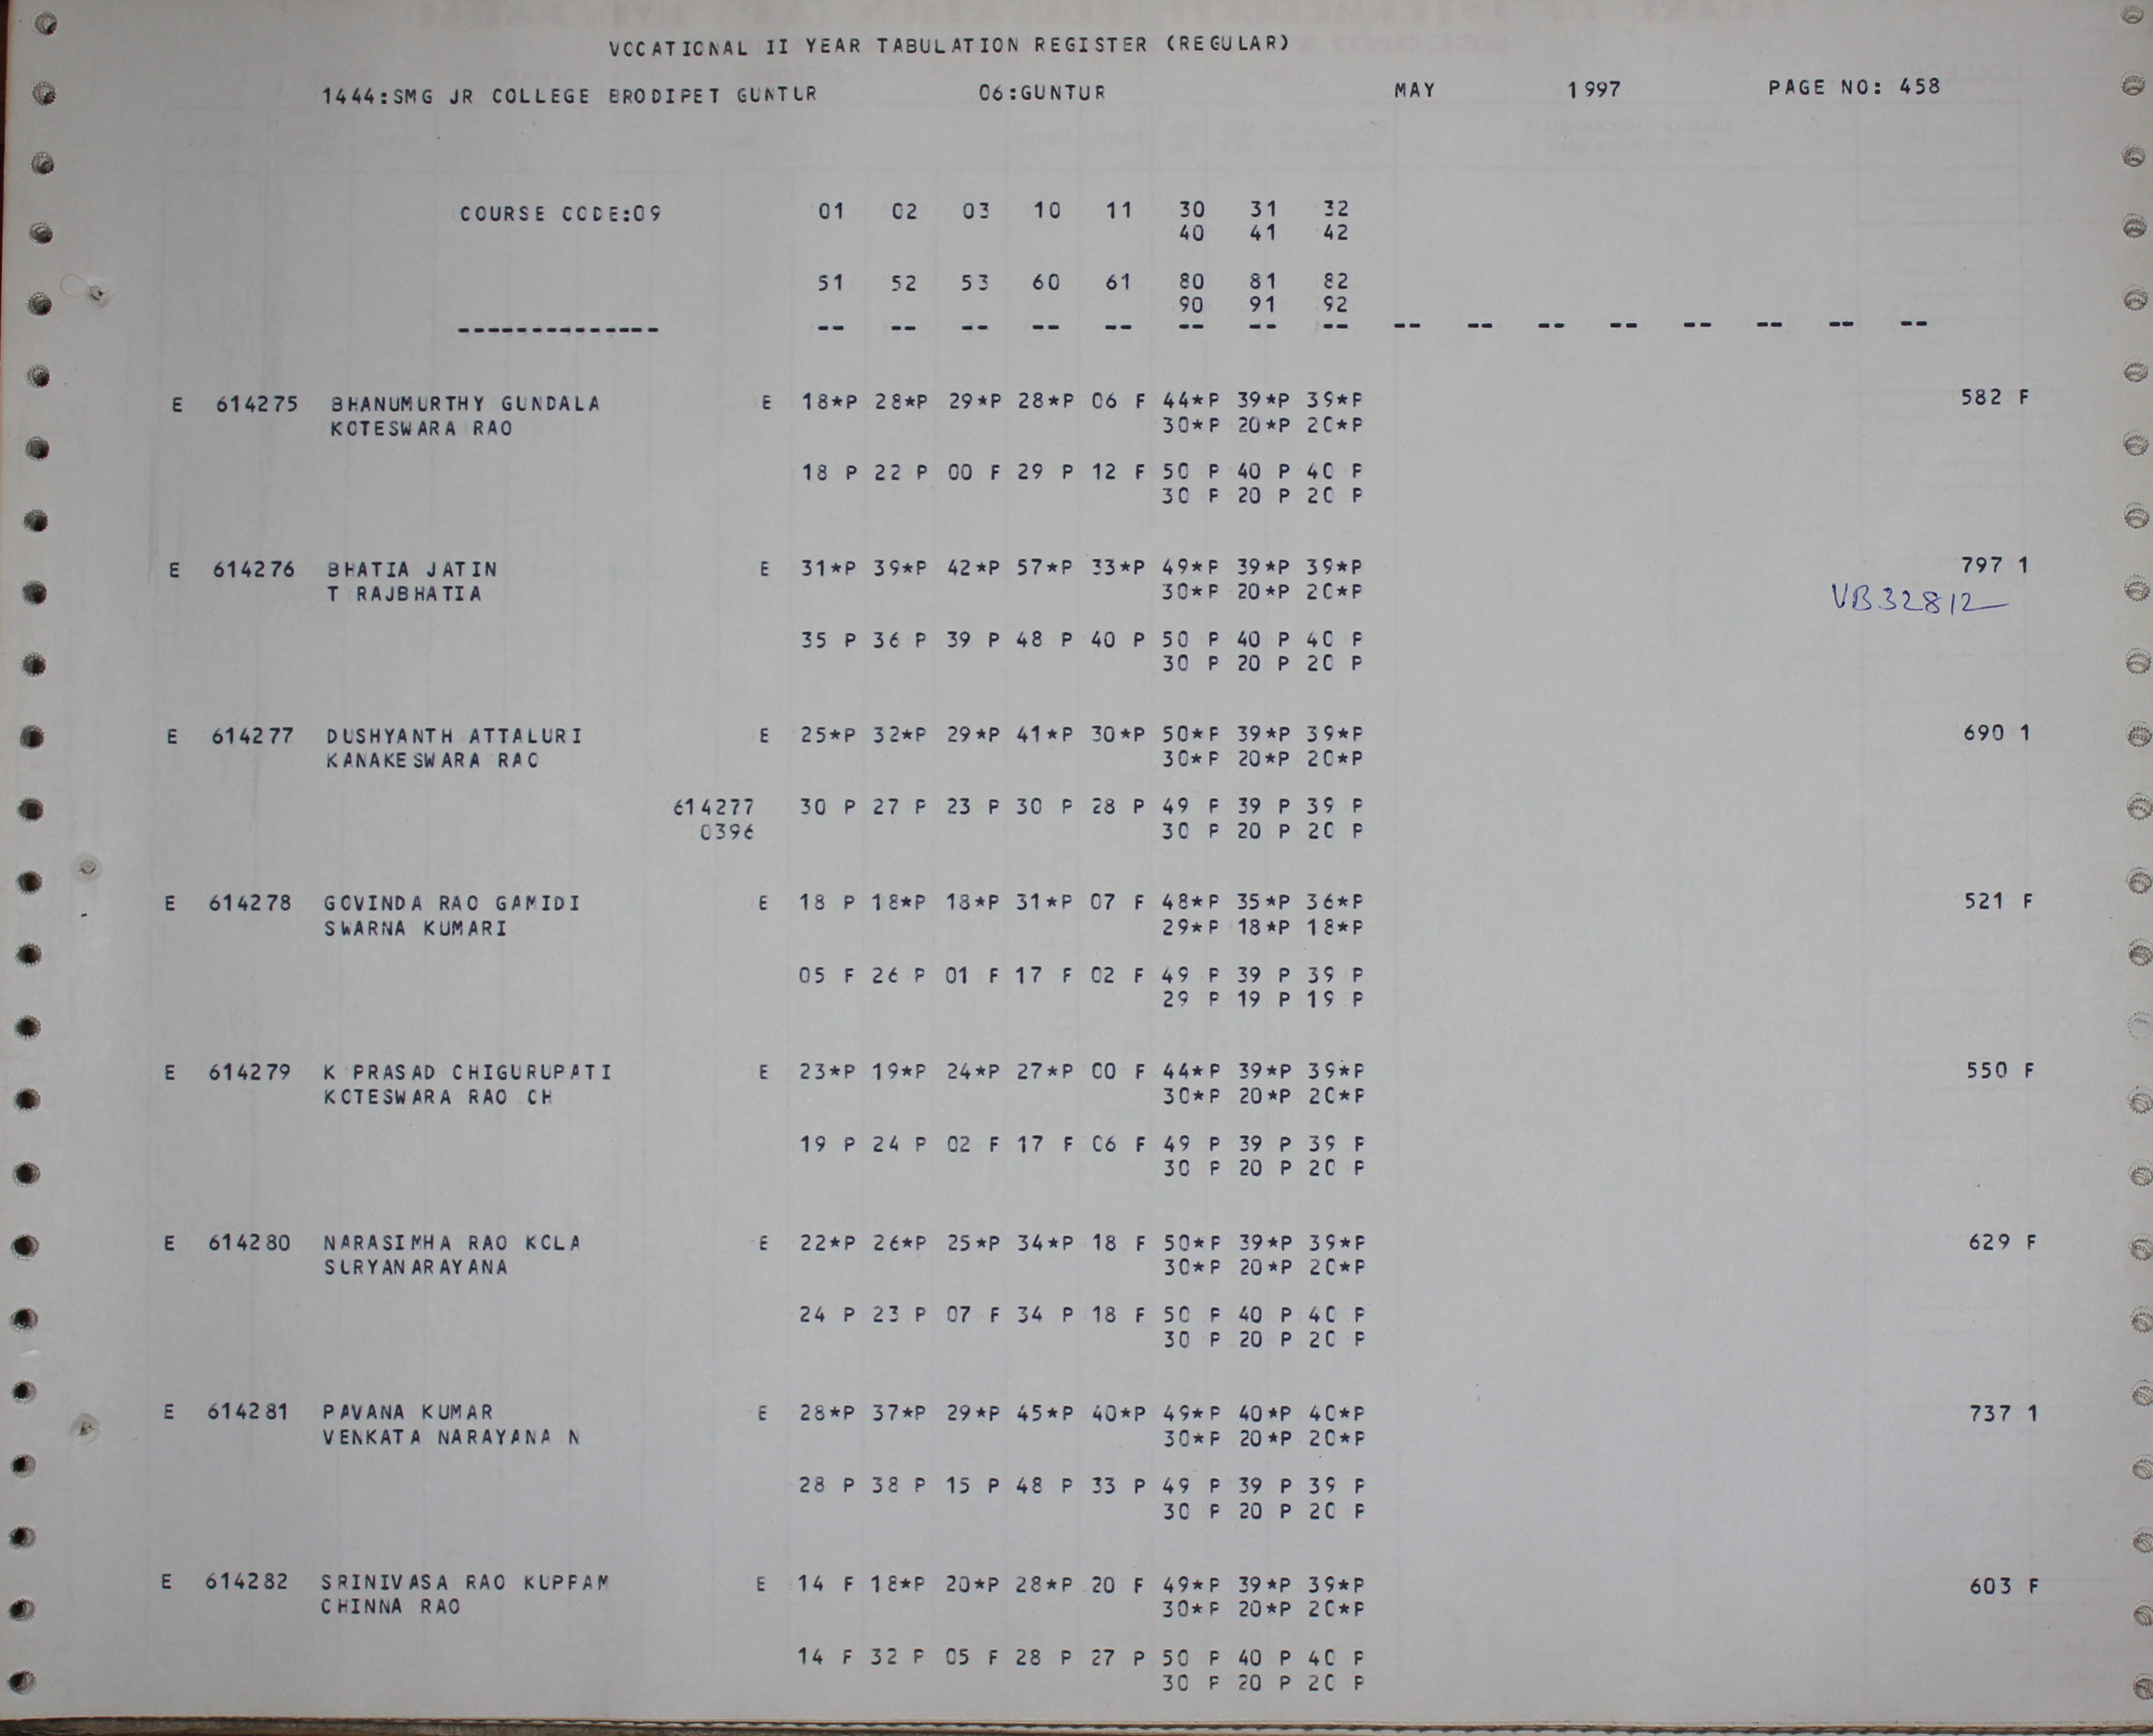 VOCATIONAL II YEAR TABULATION REGISTER (REGULAR)
1444:SMG JR COLLEGE BRODIPET GUNTUR 06:GUNTUR MAY 1997 PAGE NO: 458
COURSE CODE:09 01 02 03 10 11 30 31 32
40 41 42
51 52 53 60 61 80 81 82
90 91 92
-------------- -- -- -- -- -- -- -- -- -- -- -- -- -- -- -- --
E 614275 BHANUMURTHY GUNDALA E 18*P 28*P 29*P 28*P 06 F 44*P 39*P 39*P 582 F
KOTESWARA RAO 30*P 20*P 20*P
18 P 22 P 00 F 29 P 12 F 50 P 40 P 40 P
30 P 20 P 20 P
E 614276 BHATIA JATIN E 31*P 39*P 42*P 57*P 33*P 49*P 39*P 39*P 797 1
T RAJBHATIA 30*P 20*P 20*P VB32812
35 P 36 P 39 P 48 P 40 P 50 P 40 P 40 P
30 P 20 P 20 P
E 614277 DUSHYANTH ATTALURI E 25*P 32*P 29*P 41*P 30*P 50*P 39*P 39*P 690 1
KANAKESWARA RAO 30*P 20*P 20*P
614277 30 P 27 P 23 P 30 P 28 P 49 P 39 P 39 P
0396 30 P 20 P 20 P
E 614278 GOVINDA RAO GAMIDI E 18 P 18*P 18*P 31*P 07 F 48*P 35*P 36*P 521 F
SWARNA KUMARI 29*P 18*P 18*P
05 F 26 P 01 F 17 F 02 F 49 P 39 P 39 P
29 P 19 P 19 P
E 614279 K PRASAD CHIGURUPATI E 23*P 19*P 24*P 27*P 00 F 44*P 39*P 39*P 550 F
KOTESWARA RAO CH 30*P 20*P 20*P
19 P 24 P 02 F 17 F 06 F 49 P 39 P 39 P
30 P 20 P 20 P
E 614280 NARASIMHA RAO KOLA E 22*P 26*P 25*P 34*P 18 F 50*P 39*P 39*P 629 F
SURYANARAYANA 30*P 20*P 20*P
24 P 23 P 07 F 34 P 18 F 50 P 40 P 40 P
30 P 20 P 20 P
E 614281 PAVANA KUMAR E 28*P 37*P 29*P 45*P 40*P 49*P 40*P 40*P 737 1
VENKATA NARAYANA N 30*P 20*P 20*P
28 P 38 P 15 P 48 P 33 P 49 P 39 P 39 P
30 P 20 P 20 P
E 614282 SRINIVASA RAO KUPPAM E 14 F 18*P 20*P 28*P 20 F 49*P 39*P 39*P 603 F
CHINNA RAO 30*P 20*P 20*P
14 F 32 P 05 F 28 P 27 P 50 P 40 P 40 P
30 P 20 P 20 P